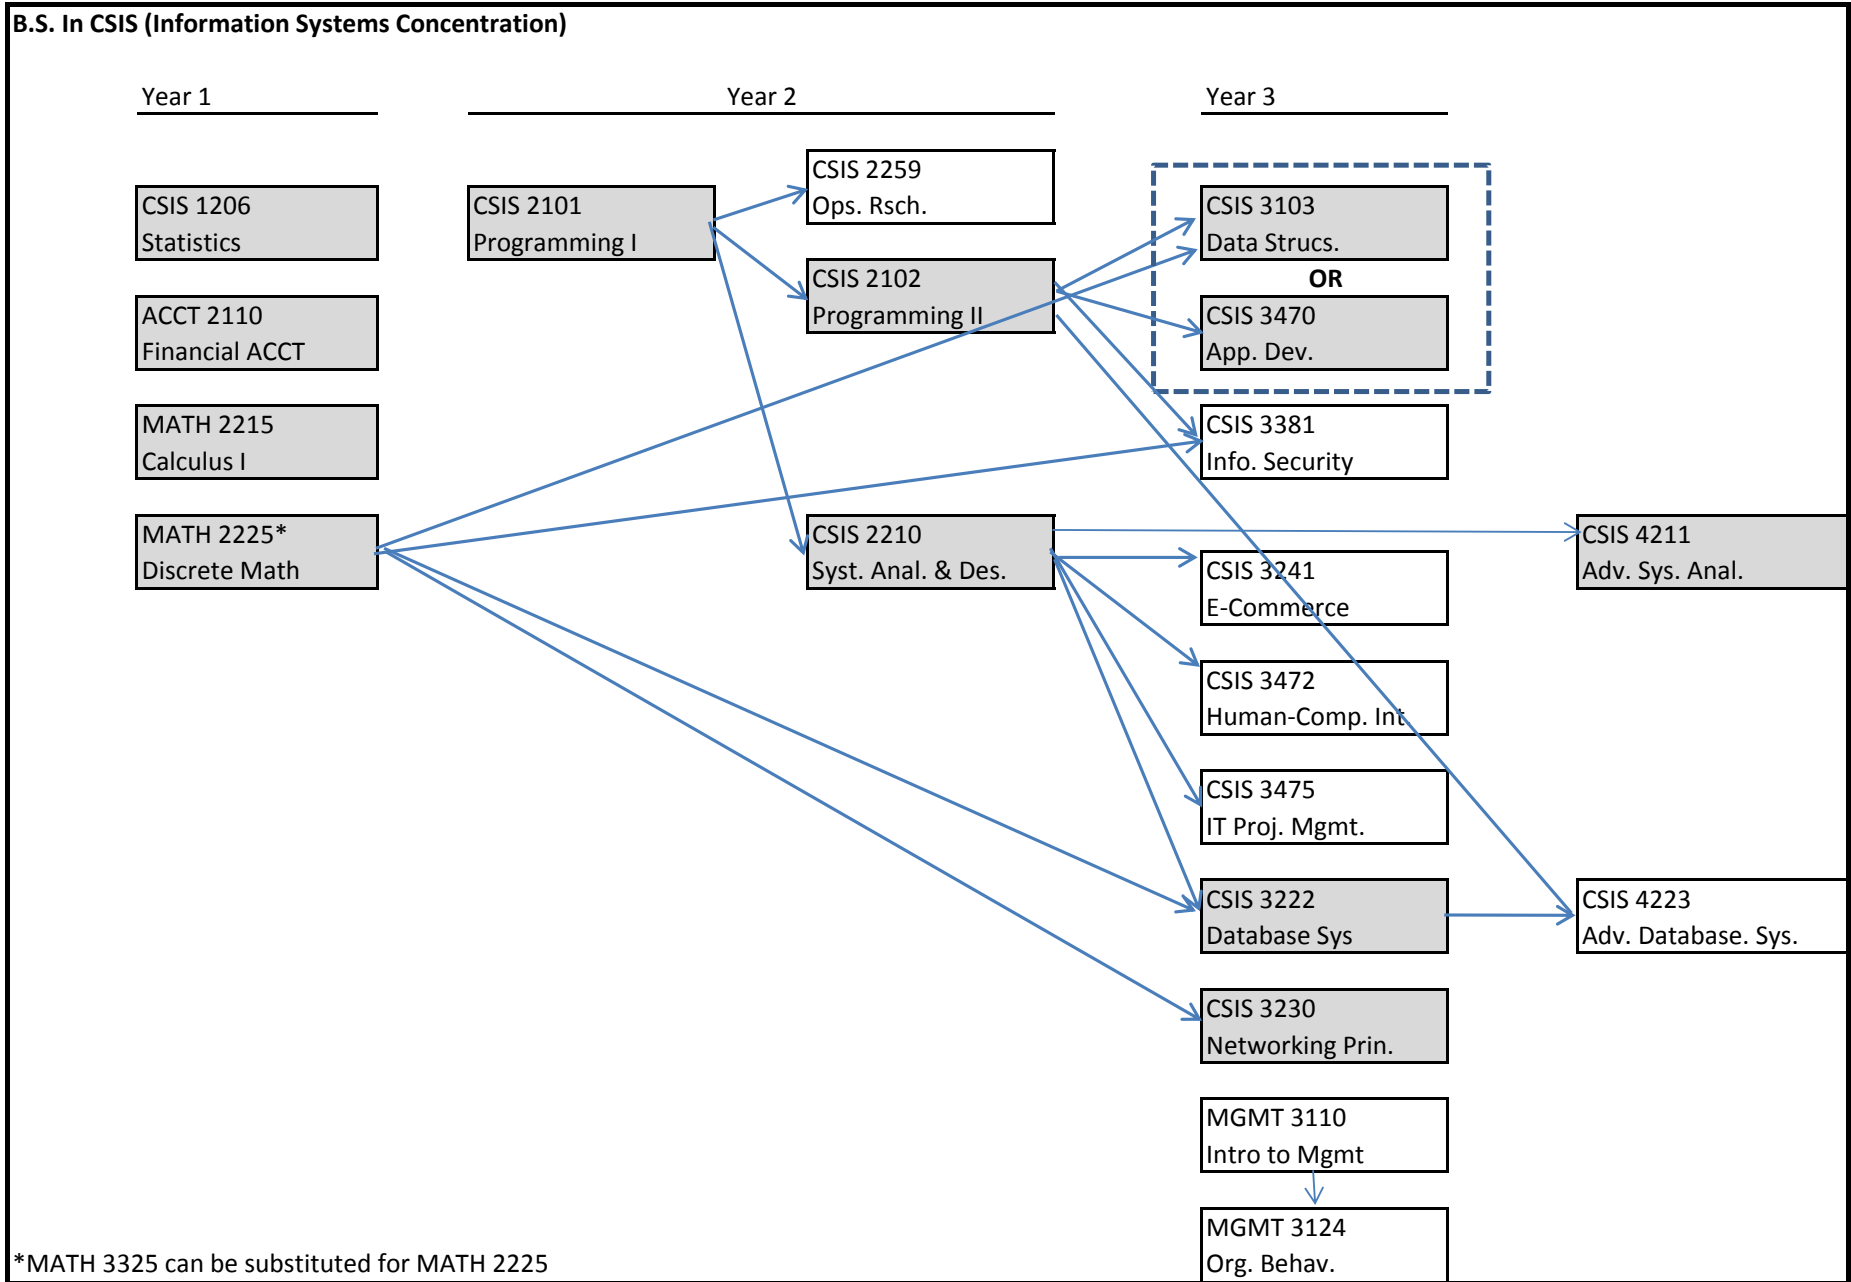 B.S. In CSIS (Information Systems Concentration)
Year 1
Year 2
Year 3
CSIS 1206
Statistics
ACCT 2110
Financial ACCT
MATH 2215
Calculus I
MATH 2225*
Discrete Math
CSIS 2101
Programming I
CSIS 2259
Ops. Rsch.
CSIS 2102
Programming II
CSIS 2210
Syst. Anal. & Des.
CSIS 3103
Data Strucs.
OR
CSIS 3470
App. Dev.
CSIS 3381
Info. Security
CSIS 3241
E-Commerce
CSIS 3472
Human-Comp. Int
CSIS 3475
IT Proj. Mgmt.
CSIS 3222
Database Sys
CSIS 3230
Networking Prin.
MGMT 3110
Intro to Mgmt
MGMT 3124
Org. Behav.
CSIS 4211
Adv. Sys. Anal.
CSIS 4223
Adv. Database. Sys.
*MATH 3325 can be substituted for MATH 2225